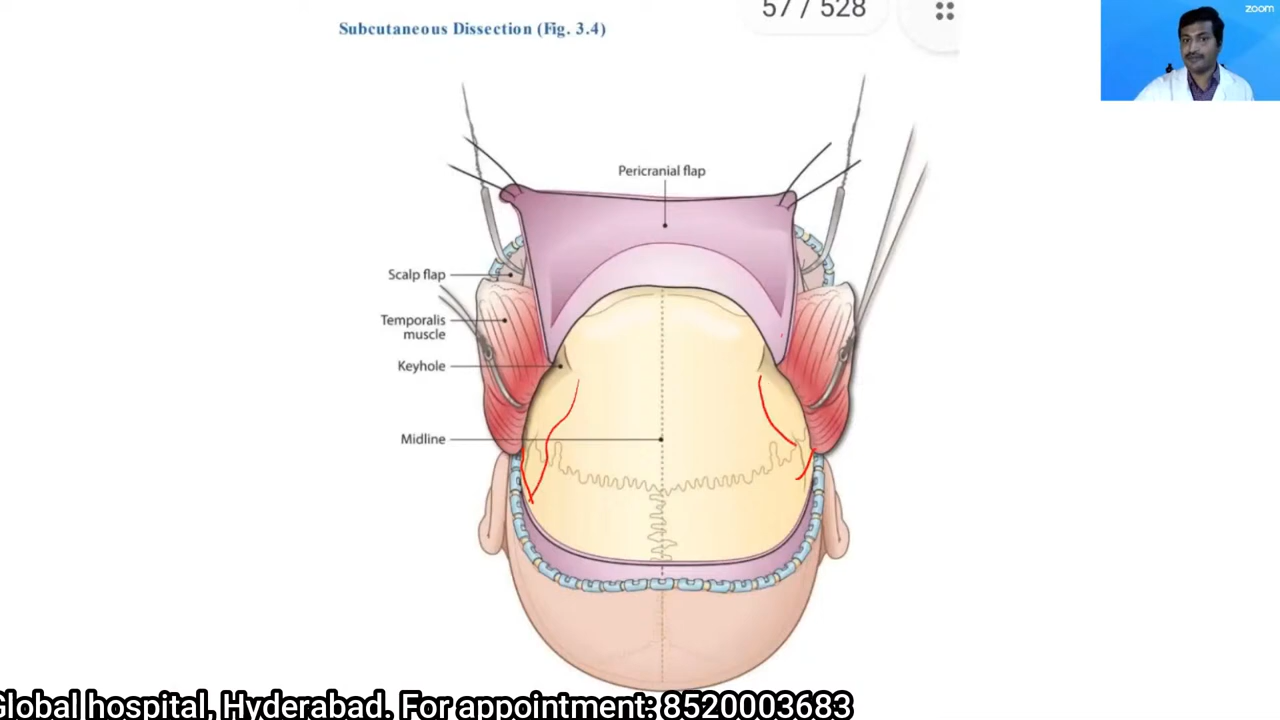 57 / 528
zoom
Subcutaneous Dissection (Fig. 3.4)
Pericranial flap
Scalp flap
Temporalis
muscle
Keyhole
Midline
Global hospital, Hyderabad. For appointment: 8520003683